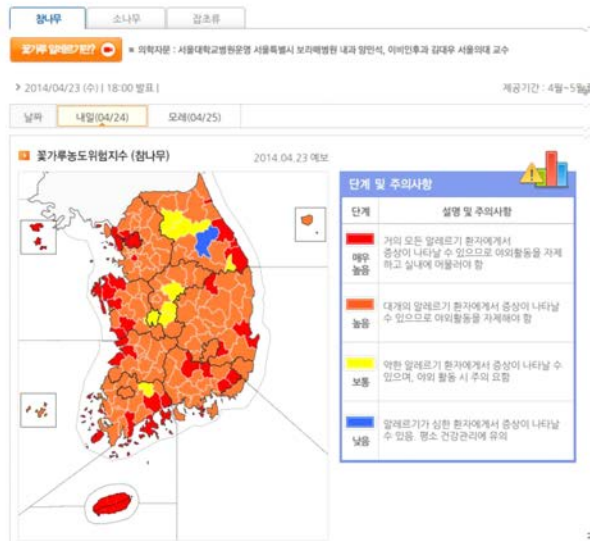 참나무
소나무
잡초류
꽃가루 알레르기란?
※ 의학자문 : 서울대학교병원운영 서울특별시 보라매병원 내과 양민석, 이비인후과 김대우 서울의대 교수
> 2014/04/23 (수) | 18:00 발표 |
제공기간 : 4월~5월
날짜
내일(04/24)
모레(04/25)
꽃가루농도위험지수 (참나무)
2014.04.23 예보
단계 및 주의사항
단계
설명 및 주의사항
매우
높음
거의 모든 알레르기 환자에게서
증상이 나타날 수 있으므로 야외활동을 자제
하고 실내에 머물러야 함
높음
대개의 알레르기 환자에게서 증상이 나타날
수 있으므로 야외활동을 자제해야 함
보통
약한 알레르기 환자에게서 증상이 나타날 수
있으며, 야외 활동 시 주의 요함
낮음
알레르기가 심한 환자에게서 증상이 나타날
수 있음. 평소 건강관리에 유의